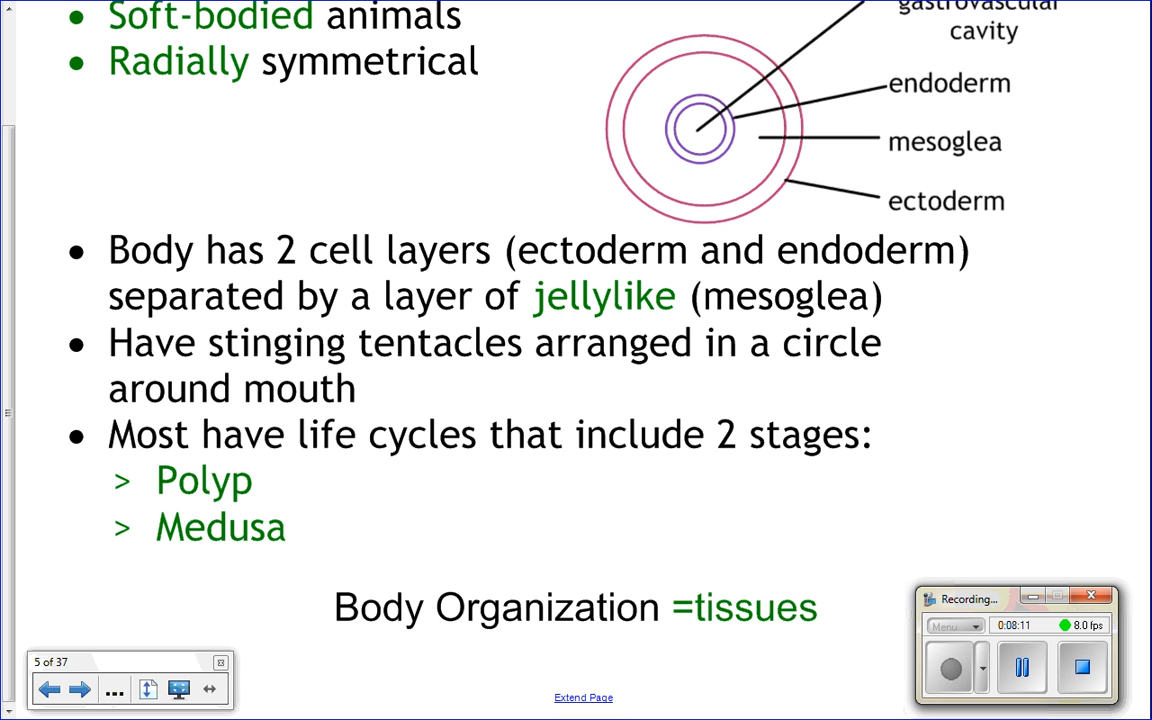 • Soft-bodied animals
• Radially symmetrical
gastrovascular
cavity
endoderm
mesoglea
ectoderm
• Body has 2 cell layers (ectoderm and endoderm)
separated by a layer of jellylike (mesoglea)
• Have stinging tentacles arranged in a circle
around mouth
• Most have life cycles that include 2 stages:
> Polyp
> Medusa
Body Organization =tissues
Recording...
Menu
0:08:11
8.0 fps
5 of 37
...
Extend Page